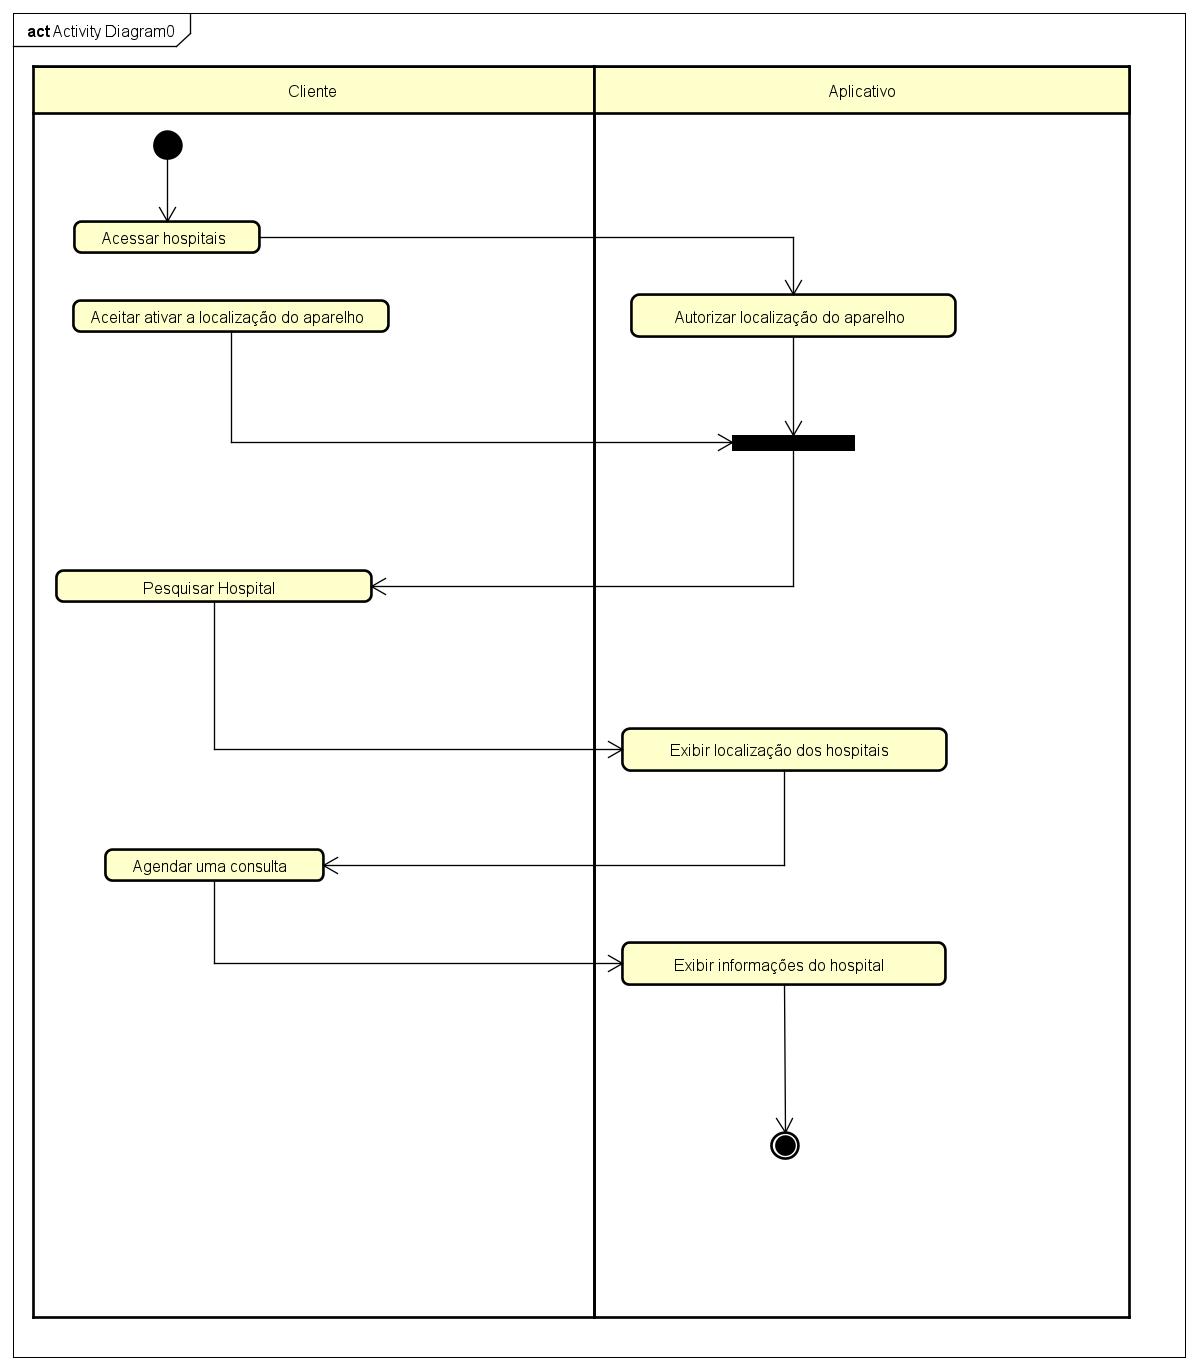 act Activity Diagram0
Cliente
Aplicativo
Acessar hospitais
Aceitar ativar a localização do aparelho
Autorizar localização do aparelho
Pesquisar Hospital
Exibir localização dos hospitais
Agendar uma consulta
Exibir informações do hospital